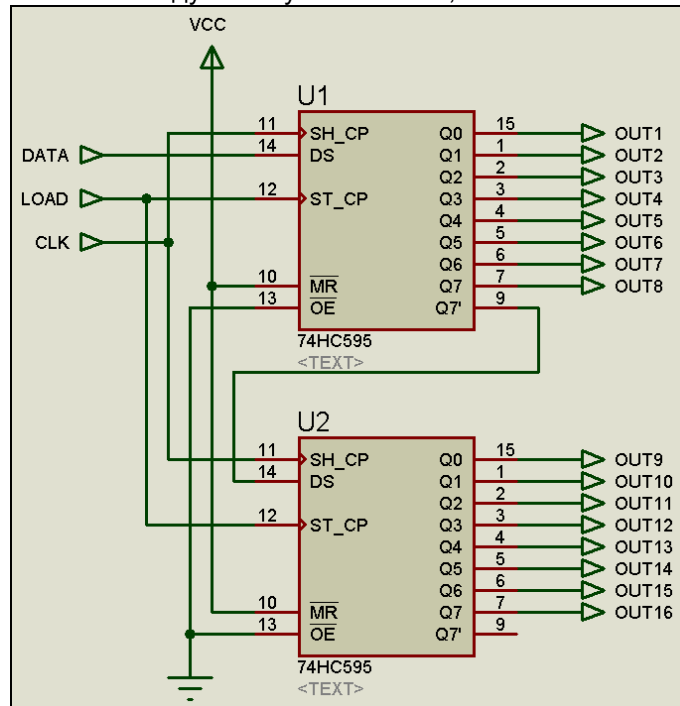 VCC
U1
DATA
LOAD
CLK
11 SH_CP Q0 15 OUT1
14 DS Q1 1 OUT2
Q2 2 OUT3
12 ST_CP Q3 3 OUT4
Q4 4 OUT5
Q5 5 OUT6
Q6 6 OUT7
10 MR Q7 7 OUT8
13 OE Q7' 9
74HC595
<TEXT>
U2
11 SH_CP Q0 15 OUT9
14 DS Q1 1 OUT10
Q2 2 OUT11
12 ST_CP Q3 3 OUT12
Q4 4 OUT13
Q5 5 OUT14
Q6 6 OUT15
10 MR Q7 7 OUT16
13 OE Q7' 9
74HC595
<TEXT>